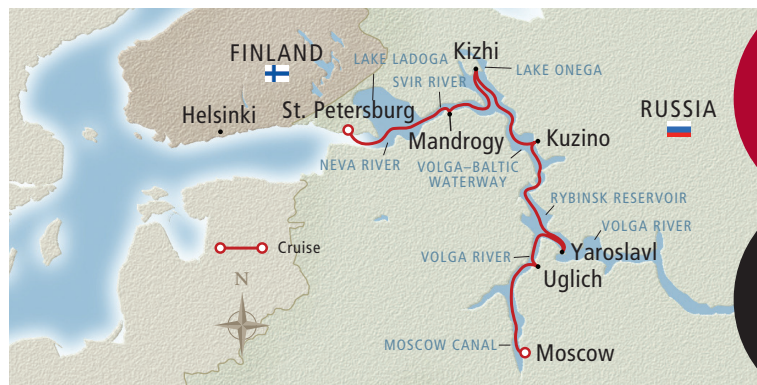 FINLAND
LAKE LADOGA
Kizhi
LAKE ONEGA
SVIR RIVER
Helsinki
St. Petersburg
RUSSIA
Mandrogy
Kuzino
NEVA RIVER
VOLGA–BALTIC
WATERWAY
RYBINSK RESERVOIR
VOLGA RIVER
Cruise
VOLGA RIVER
Yaroslavl
Uglich
N
MOSCOW CANAL
Moscow